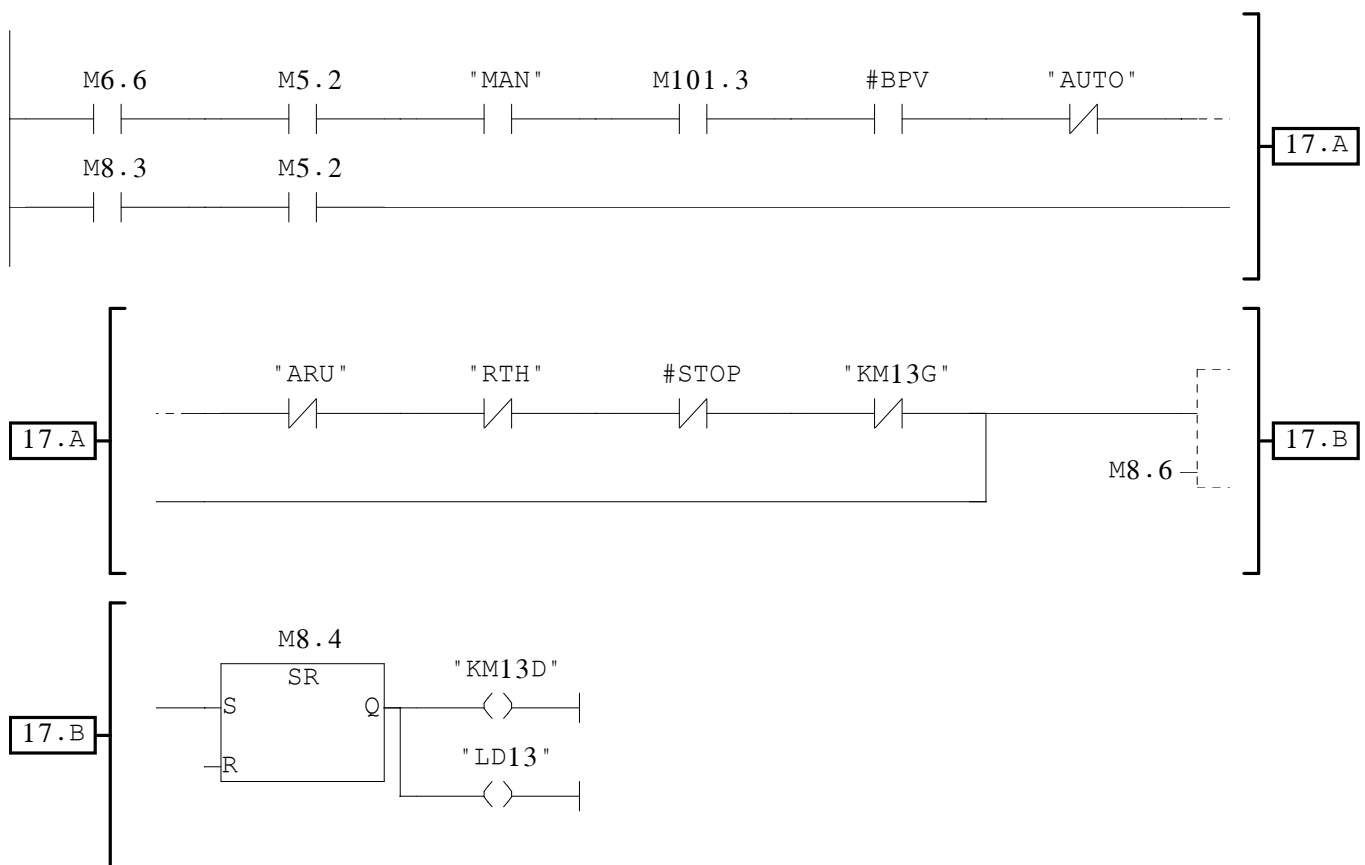 M6.6 M5.2 "MAN" M101.3 #BPV "AUTO"
17.A
M8.3 M5.2
"ARU" "RTH" #STOP "KM13G"
17.A
17.B
M8.6
M8.4
SR
"KM13D"
S Q
17.B
"LD13"
R